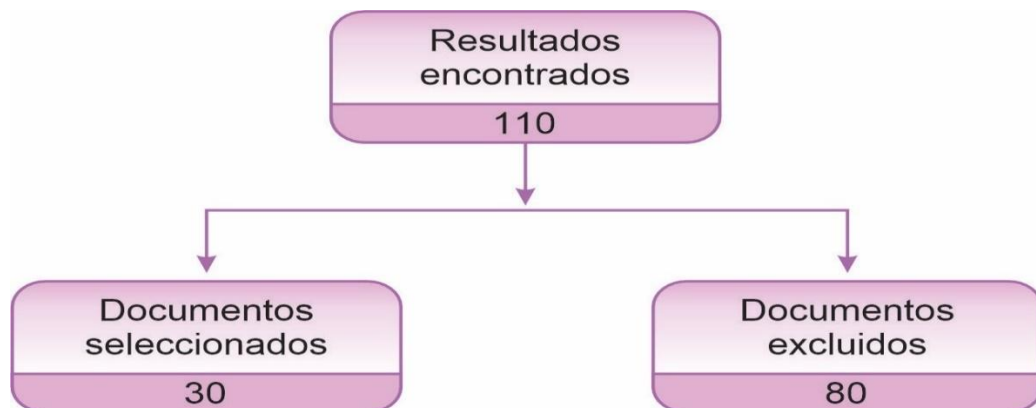 Resultados
encontrados
110
Documentos
seleccionados
30
Documentos
excluidos
80